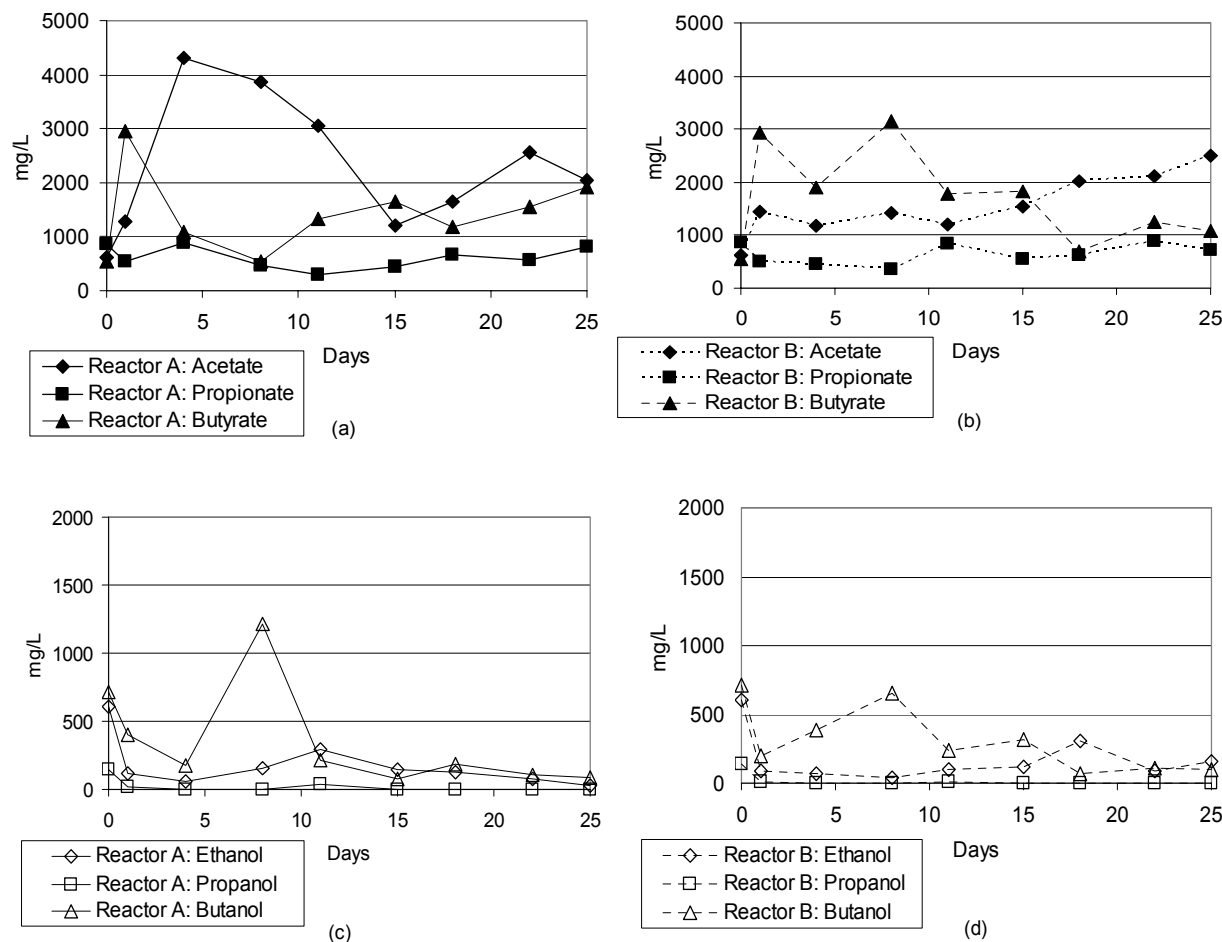 5000
4000
3000
2000
1000
0
mg/L
0 5 10 15 20 25
Days
Reactor A: Acetate
Reactor A: Propionate
Reactor A: Butyrate
(a)
5000
4000
3000
2000
1000
0
mg/L
0 5 10 15 20 25
Days
Reactor B: Acetate
Reactor B: Propionate
Reactor B: Butyrate
(b)
2000
1500
1000
500
0
mg/L
0 5 10 15 20 25
Days
Reactor A: Ethanol
Reactor A: Propanol
Reactor A: Butanol
(c)
2000
1500
1000
500
0
mg/L
0 5 10 15 20 25
Days
Reactor B: Ethanol
Reactor B: Propanol
Reactor B: Butanol
(d)